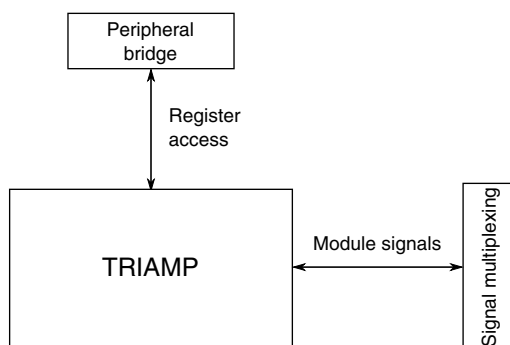 Peripheral
bridge
Register
access
TRIAMP
Module signals
Signal multiplexing